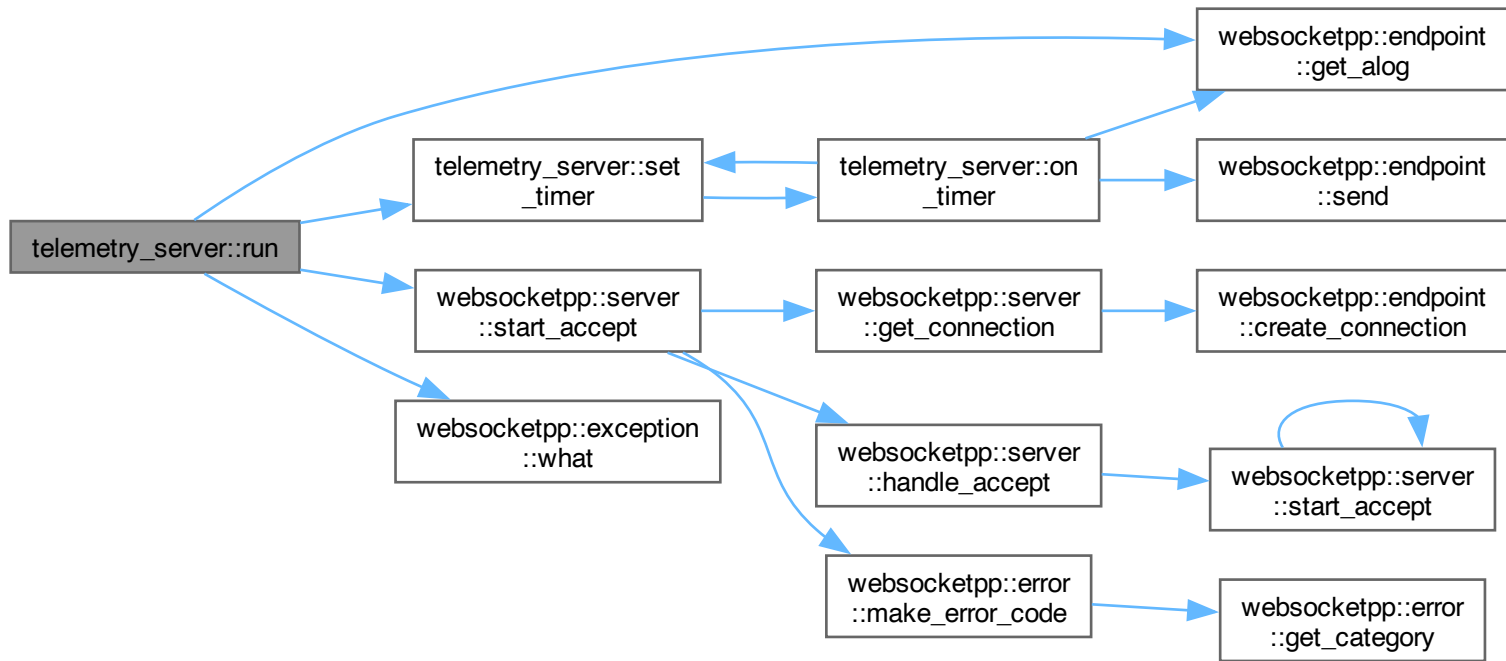 telemetry_server::run
websocketpp::endpoint
::get_alog
telemetry_server::set
_timer
telemetry_server::on
_timer
websocketpp::endpoint
::send
websocketpp::server
::start_accept
websocketpp::server
::get_connection
websocketpp::endpoint
::create_connection
websocketpp::exception
::what
websocketpp::server
::handle_accept
websocketpp::server
::start_accept
websocketpp::error
::make_error_code
websocketpp::error
::get_category